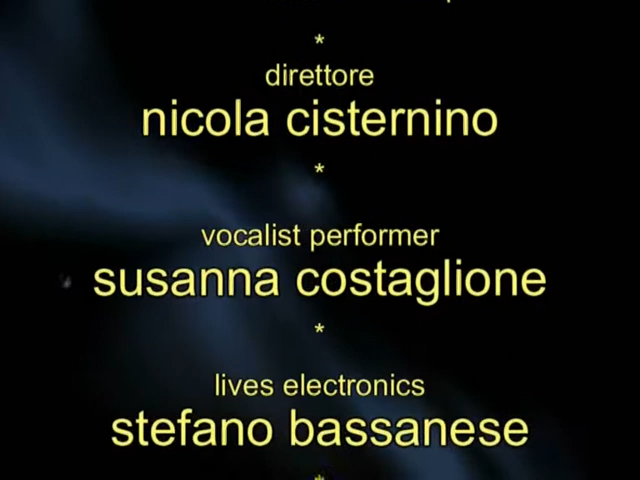 *
direttore
nicola cisternino
*
vocalist performer
susanna costaglione
*
lives electronics
stefano bassanese
*